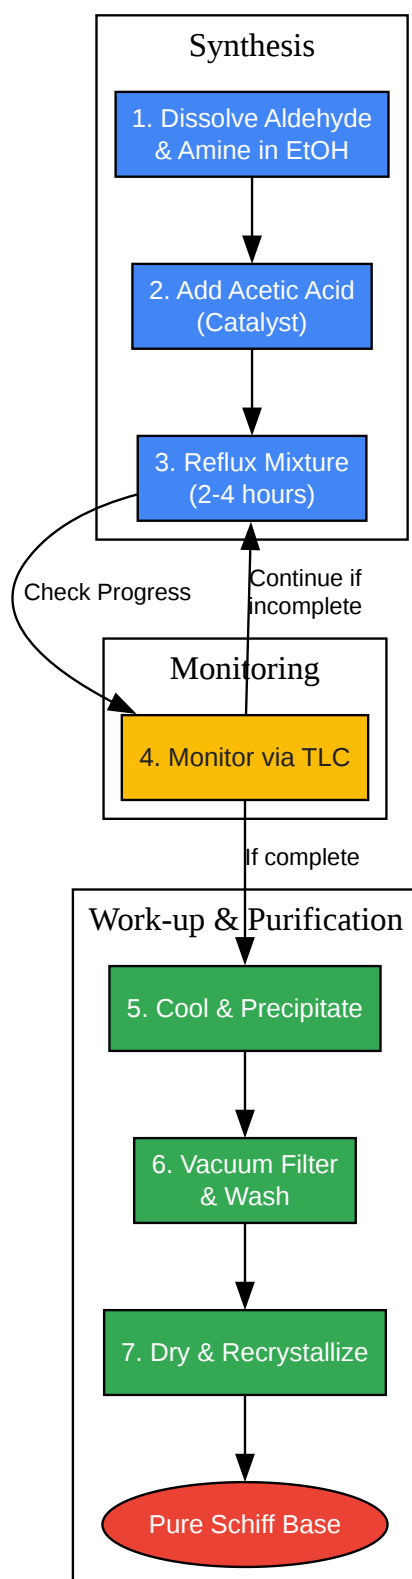 Synthesis
1. Dissolve Aldehyde
& Amine in EtOH
2. Add Acetic Acid
(Catalyst)
3. Reflux Mixture
(2-4 hours)
Check Progress
Continue if
incomplete
Monitoring
4. Monitor via TLC
If complete
Work-up & Purification
5. Cool & Precipitate
6. Vacuum Filter
& Wash
7. Dry & Recrystallize
Pure Schiff Base